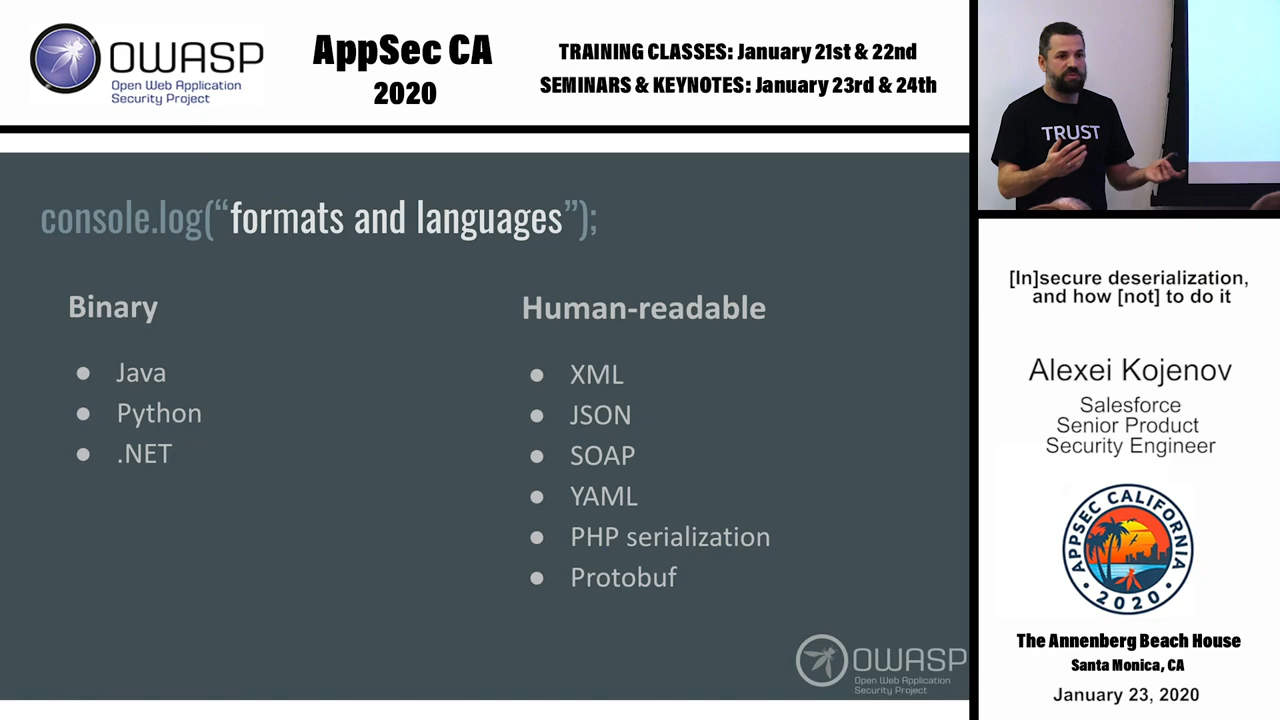 OWASP
Open Web Application
Security Project
AppSec CA
2020
TRAINING CLASSES: January 21st & 22nd
SEMINARS & KEYNOTES: January 23rd & 24th
TRUST
console.log(“formats and languages”);
Binary
● Java
● Python
● .NET
Human-readable
● XML
● JSON
● SOAP
● YAML
● PHP serialization
● Protobuf
OWASP
Open Web Application
Security Project
[In]secure deserialization,
and how [not] to do it
Alexei Kojenov
Salesforce
Senior Product
Security Engineer
APPSEC CALIFORNIA
• 2020 •
The Annenberg Beach House
Santa Monica, CA
January 23, 2020